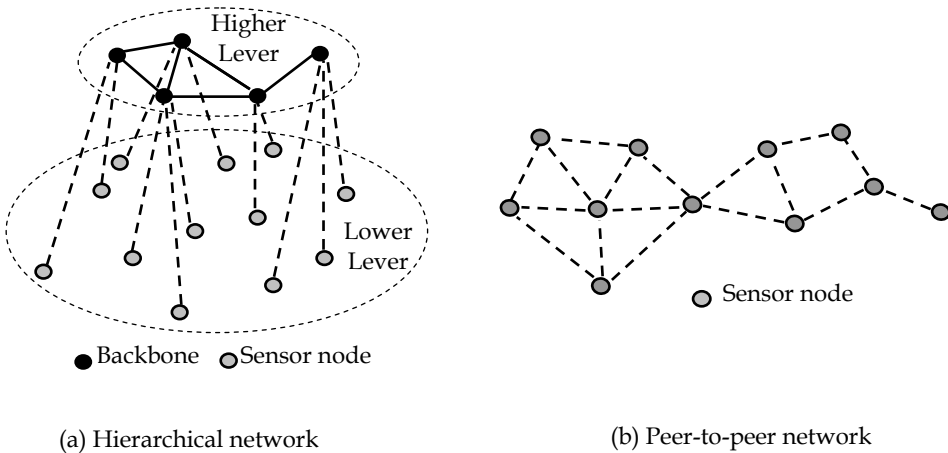 Higher
Lever
Lower
Lever
Backbone
Sensor node
(a) Hierarchical network
Sensor node
(b) Peer-to-peer network